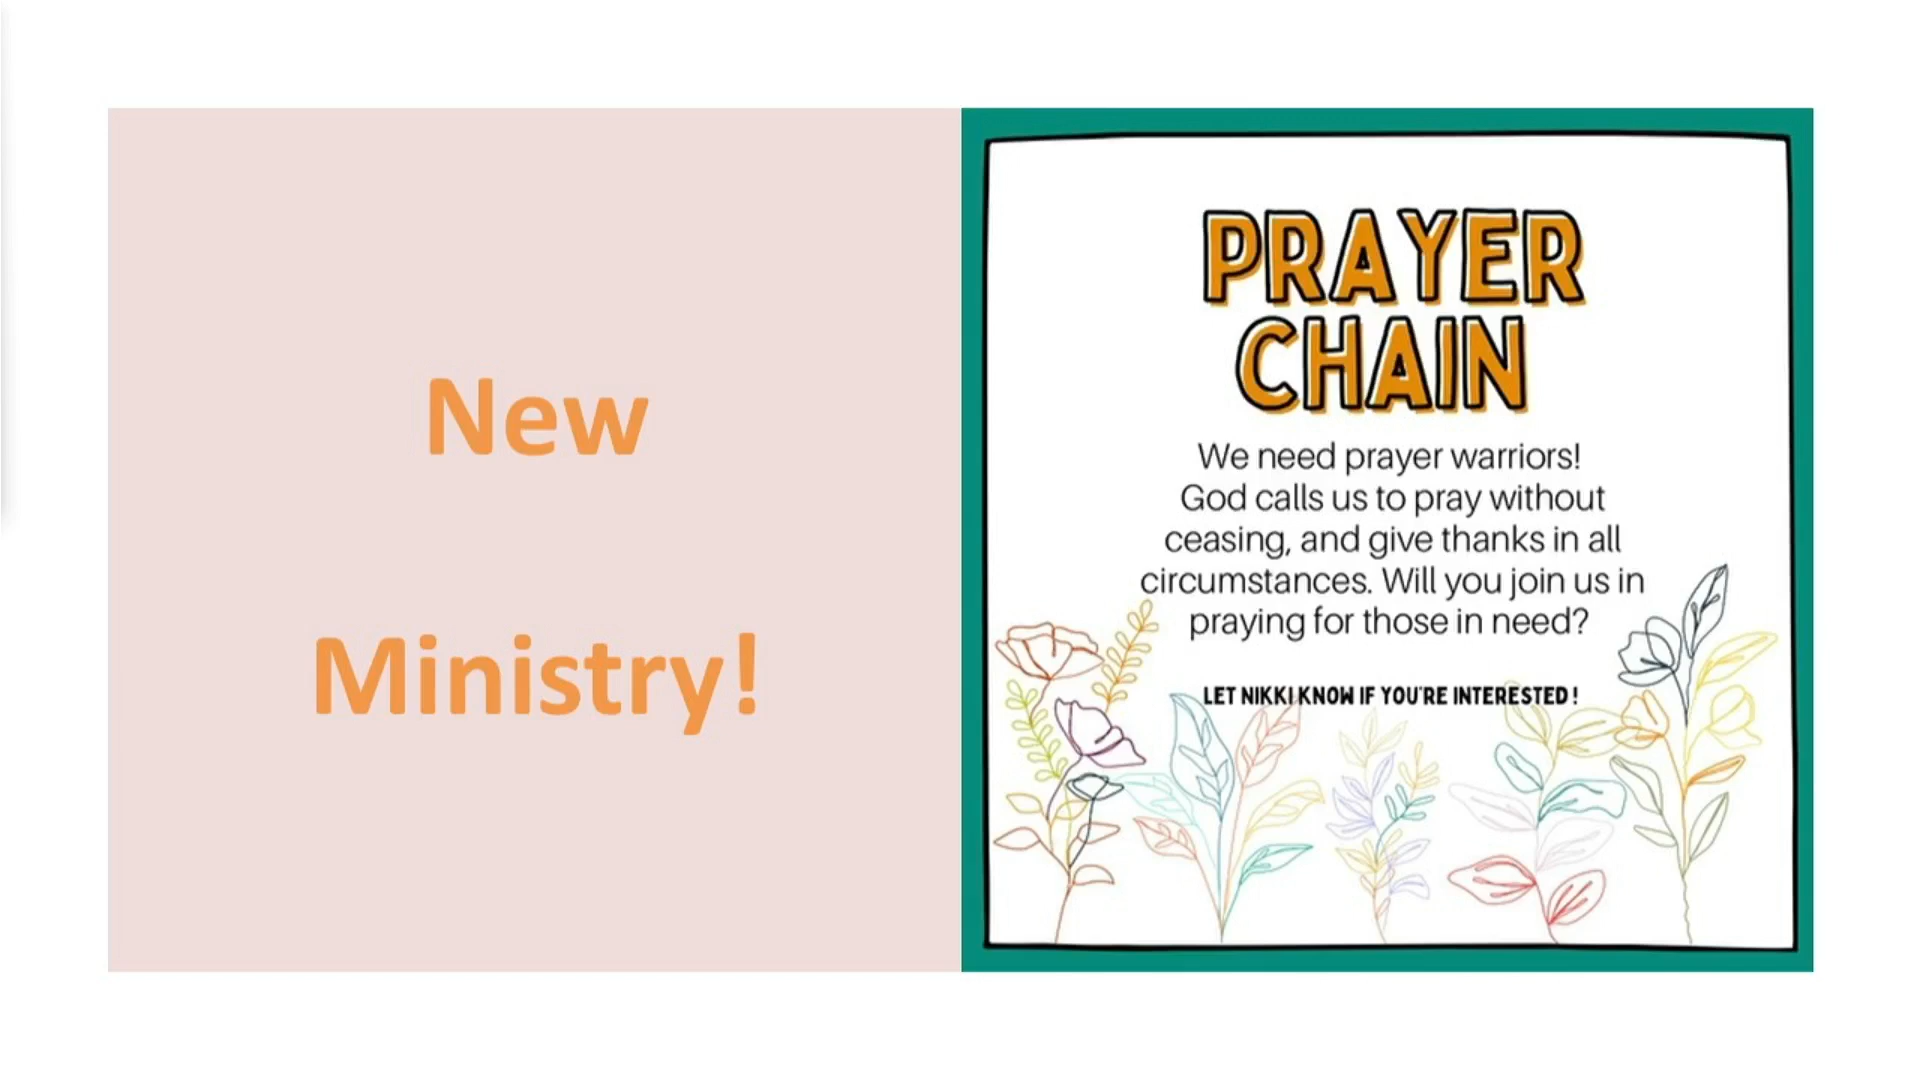 New
Ministry!
PRAYER
CHAIN
We need prayer warriors!
God calls us to pray without
ceasing, and give thanks in all
circumstances. Will you join us in
praying for those in need?
LET NIKKI KNOW IF YOU'RE INTERESTED!